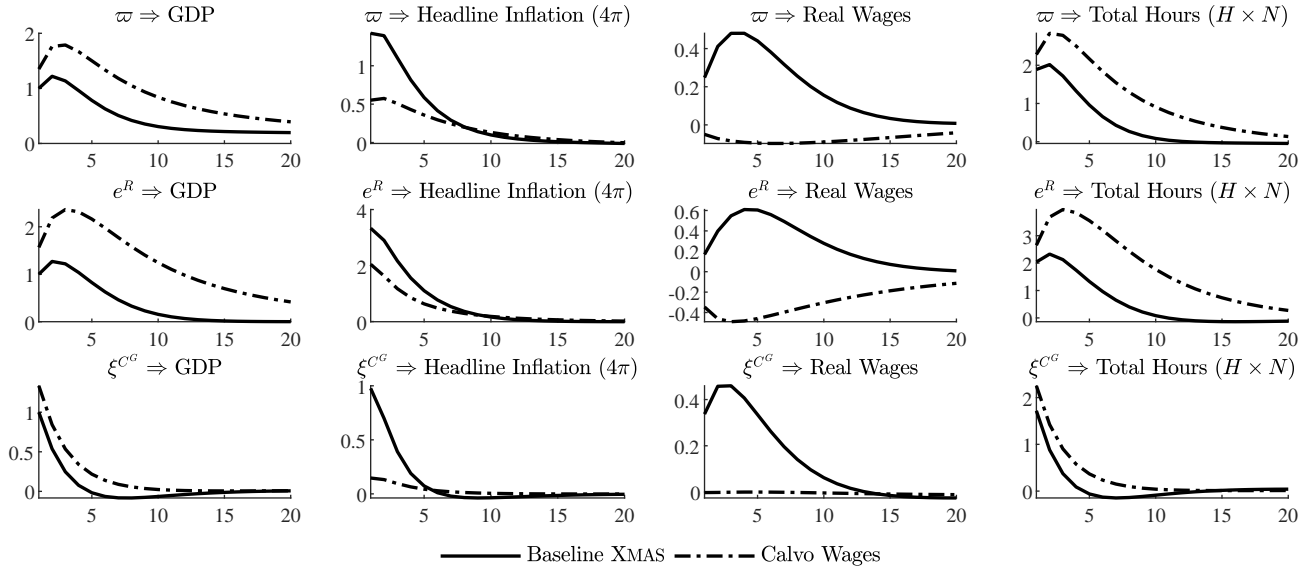 ϖ ⇒ GDP
2
1
0
5 10 15 20
ϖ ⇒ Headline Inflation (4π)
1
0.5
0
5 10 15 20
ϖ ⇒ Real Wages
0.4
0.2
0
5 10 15 20
ϖ ⇒ Total Hours (H × N)
2
1
0
5 10 15 20
e^R ⇒ GDP
2
1
0
5 10 15 20
e^R ⇒ Headline Inflation (4π)
4
2
0
5 10 15 20
e^R ⇒ Real Wages
0.6
0.4
0.2
0
-0.2
-0.4
5 10 15 20
e^R ⇒ Total Hours (H × N)
3
2
1
0
5 10 15 20
ξ^{C^G} ⇒ GDP
1
0.5
0
5 10 15 20
ξ^{C^G} ⇒ Headline Inflation (4π)
1
0.5
0
5 10 15 20
ξ^{C^G} ⇒ Real Wages
0.4
0.2
0
5 10 15 20
ξ^{C^G} ⇒ Total Hours (H × N)
2
1
0
5 10 15 20
Baseline XMAS Calvo Wages